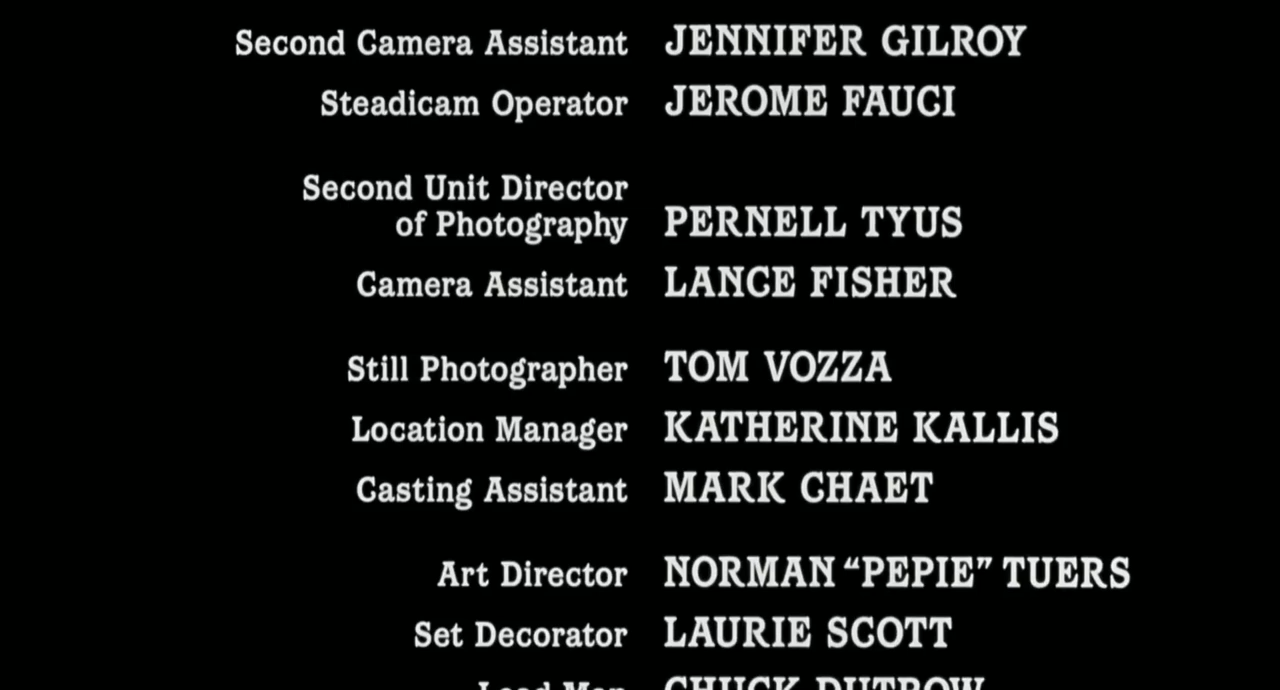 Second Camera Assistant JENNIFER GILROY
Steadicam Operator JEROME FAUCI
Second Unit Director
of Photography PERNELL TYUS
Camera Assistant LANCE FISHER
Still Photographer TOM VOZZA
Location Manager KATHERINE KALLIS
Casting Assistant MARK CHAET
Art Director NORMAN “PEPIE” TUERS
Set Decorator LAURIE SCOTT
Lead Man CHUCK DUTROW